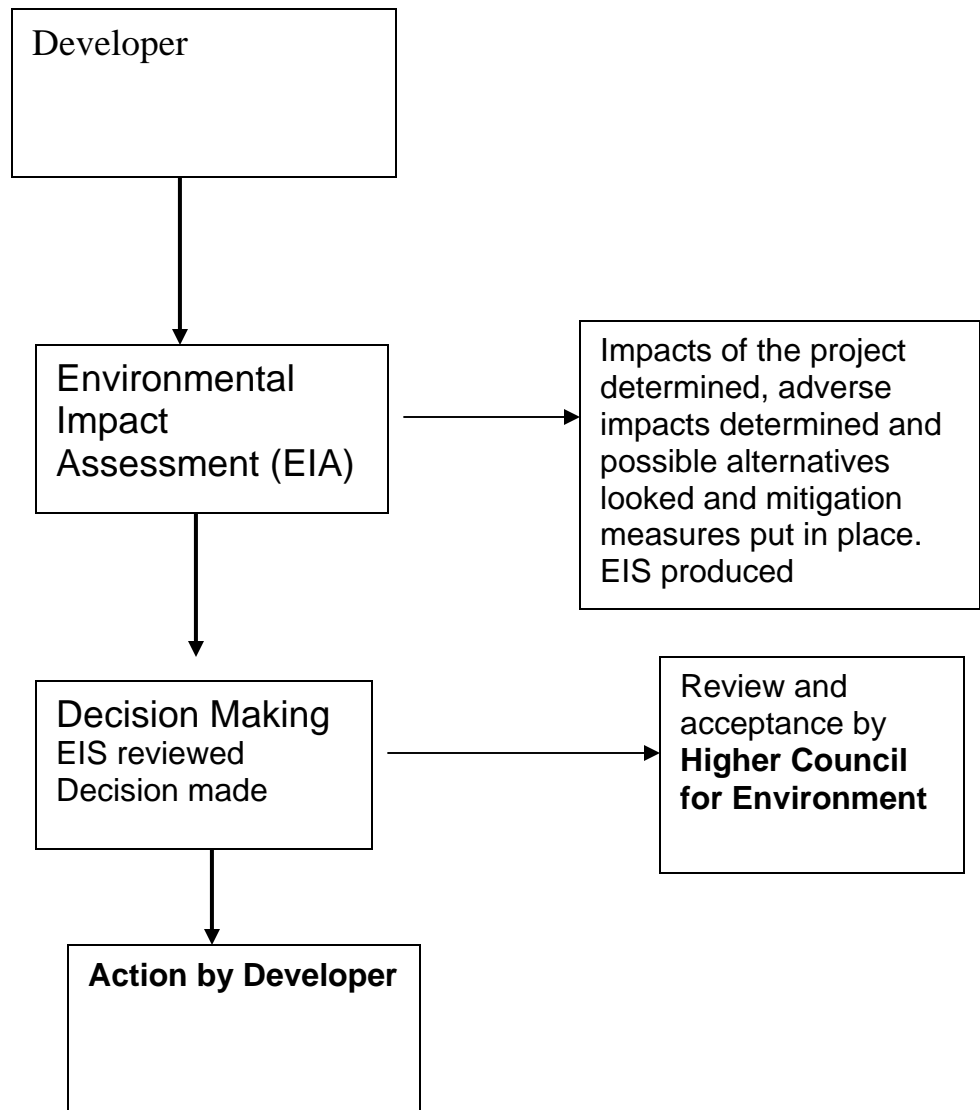 Developer
Environmental
Impact
Assessment (EIA)
Impacts of the project
determined, adverse
impacts determined and
possible alternatives
looked and mitigation
measures put in place.
EIS produced
Decision Making
EIS reviewed
Decision made
Review and
acceptance by
Higher Council
for Environment
Action by Developer